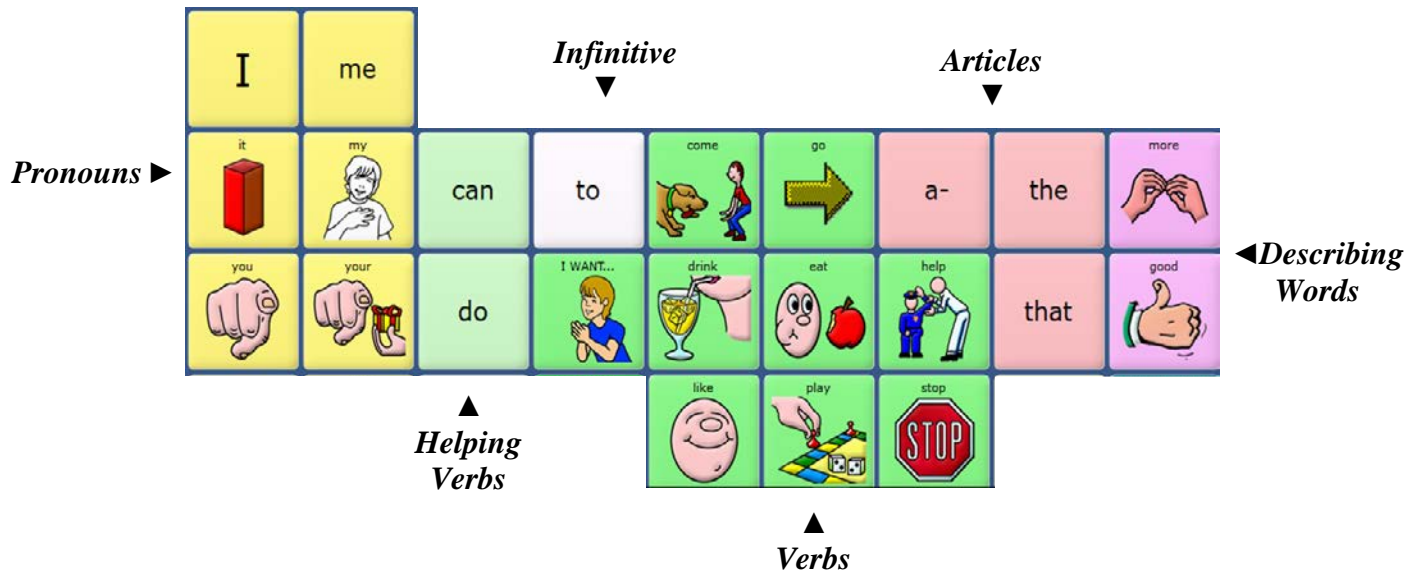 I
me
Infinitive
▼
Articles
▼
Pronouns ►
it
my
can
to
come
go
a-
the
more
◄Describing
Words
you
your
do
I WANT...
drink
eat
help
that
good
▲
Helping
Verbs
like
play
stop
STOP
▲
Verbs